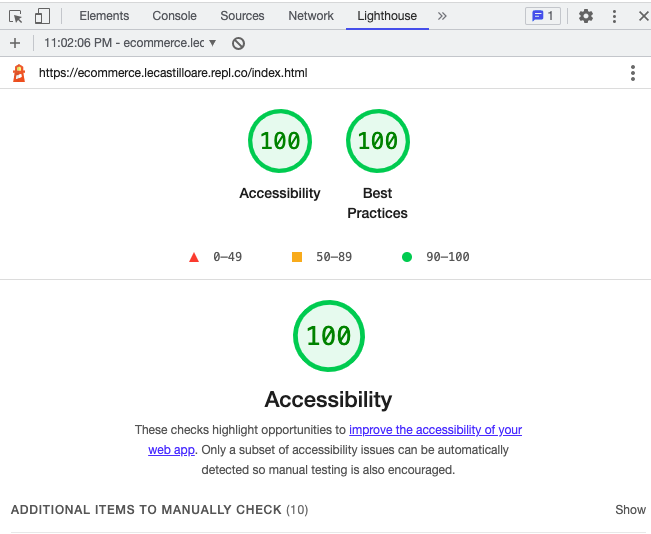 Elements Console Sources Network Lighthouse » 1
11:02:06 PM - ecommerce.lec
https://ecommerce.lecastilloare.repl.co/index.html
100 100
Accessibility Best
Practices
0–49 50–89 90–100
100
Accessibility
These checks highlight opportunities to improve the accessibility of your
web app. Only a subset of accessibility issues can be automatically
detected so manual testing is also encouraged.
ADDITIONAL ITEMS TO MANUALLY CHECK (10) Show